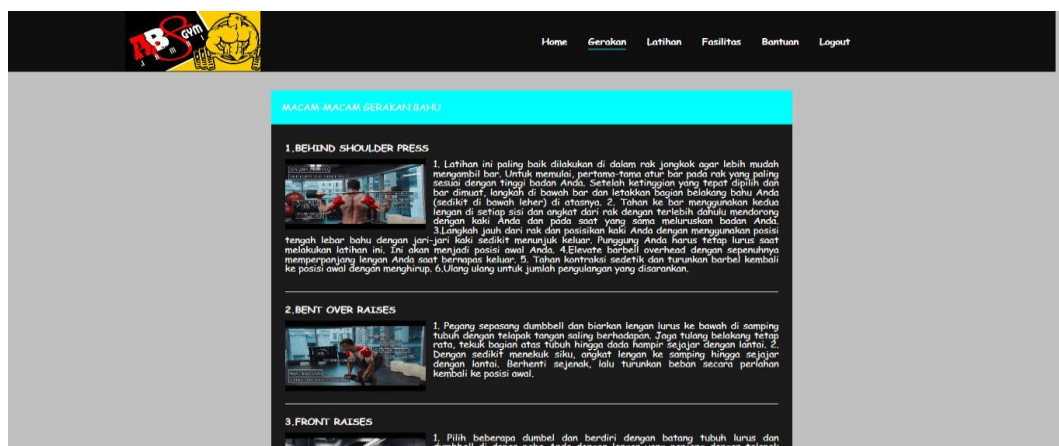 ABS GYM
JHONI
Home Gerakan Latihan Fasilitas Bantuan Logout
MACAM-MACAM GERAKAN BAHU
1.BEHIND SHOULDER PRESS
1. Latihan ini paling baik dilakukan di dalam rak jongkok agar lebih mudah
mengambil bar. Untuk memulai, pertama-tama atur bar pada rak yang paling
sesuai dengan tinggi badan Anda. Setelah ketinggian yang tepat dipilih dan
bar dimuat, langkah di bawah bar dan letakkan bagian belakang bahu Anda
(sedikit di bawah leher) di atasnya. 2. Tahan ke bar menggunakan kedua
lengan di setiap sisi dan angkat dari rak dengan terlebih dahulu mendorong
dengan kaki Anda dan pada saat yang sama meluruskan badan Anda.
3.Langkah jauh dari rak dan posisikan kaki Anda dengan menggunakan posisi
tengah lebar bahu dengan jari-jari kaki sedikit menunjuk keluar. Punggung Anda harus tetap lurus saat
melakukan latihan ini. Ini akan menjadi posisi awal Anda. 4.Elevate barbell overhead dengan sepenuhnya
memperpanjang lengan Anda saat bernapas keluar. 5. Tahan kontraksi sedetik dan turunkan barbel kembali
ke posisi awal dengan menghirup. 6.Ulang ulang untuk jumlah pengulangan yang disarankan.
2.BENT OVER RAISES
1. Pegang sepasang dumbbell dan biarkan lengan lurus ke bawah di samping
tubuh dengan telapak tangan saling berhadapan. Jaga tulang belakang tetap
rata, tekuk bagian atas tubuh hingga dada hampir sejajar dengan lantai. 2.
Dengan sedikit menekuk siku, angkat lengan ke samping hingga sejajar
dengan lantai. Berhenti sejenak, lalu turunkan beban secara perlahan
kembali ke posisi awal.
3.FRONT RAISES
1. Pilih beberapa dumbel dan berdiri dengan batang tubuh lurus dan